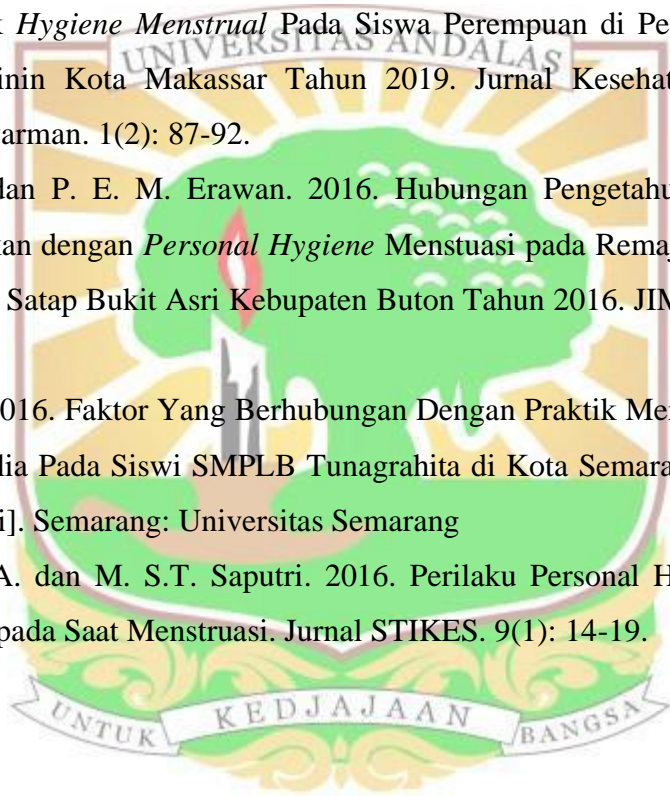 k Hygiene Menstrual Pada Siswa Perempuan di Pe
UNIVERSITAS ANDALAS
inin Kota Makassar Tahun 2019. Jurnal Kesehat
arman. 1(2): 87-92.
dan P. E. M. Erawan. 2016. Hubungan Pengetahu
kan dengan Personal Hygiene Menstuasi pada Remaj
Satap Bukit Asri Kebupaten Buton Tahun 2016. JIM
016. Faktor Yang Berhubungan Dengan Praktik Me
lia Pada Siswi SMPLB Tunagrahita di Kota Semara
i]. Semarang: Universitas Semarang
A. dan M. S.T. Saputri. 2016. Perilaku Personal H
pada Saat Menstruasi. Jurnal STIKES. 9(1): 14-19.
UNTUK KEDJAJAAN BANGSA